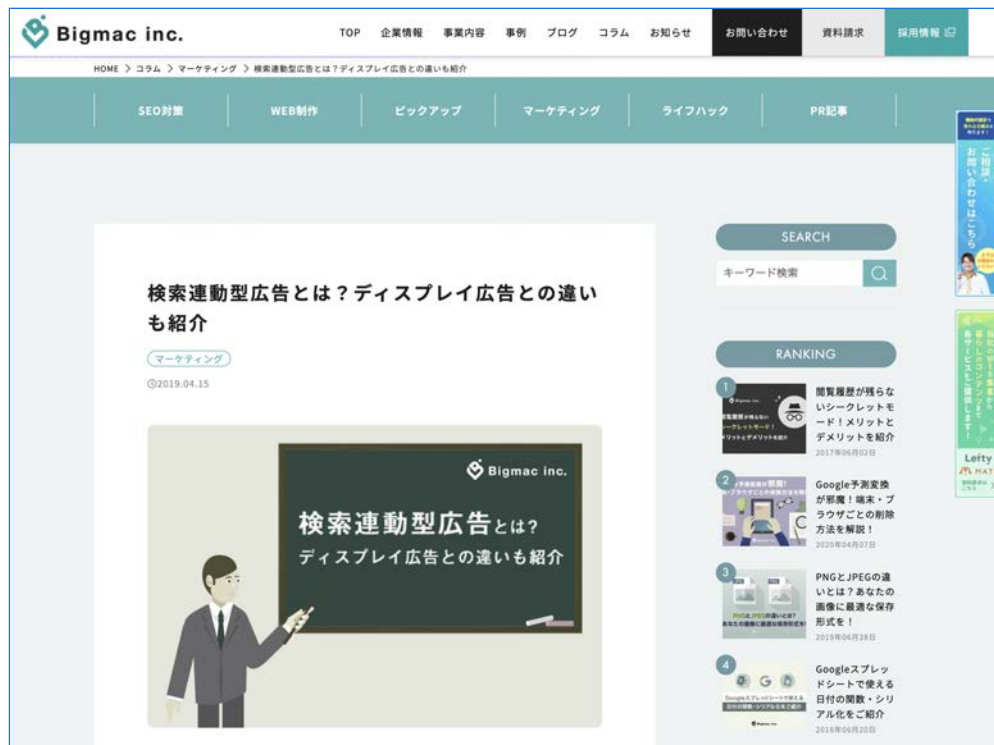 Bigmac inc.
TOP 企業情報 事業内容 事例 ブログ コラム お知らせ お問い合わせ 資料請求 採用情報
HOME > コラム > マーケティング > 検索連動型広告とは？ディスプレイ広告との違いも紹介
SEO対策 WEB制作 ピックアップ マーケティング ライフハック PR記事
検索連動型広告とは？ディスプレイ広告との違い
も紹介
マーケティング
2019.04.15
Bigmac inc.
検索連動型広告とは?
ディスプレイ広告との違いも紹介
SEARCH
キーワード検索
RANKING
1
閲覧履歴が残らな
いシークレットモ
ード！メリットと
デメリットを紹介
2017年06月02日
2
Google予測変換
が邪魔！端末・ブ
ラウザごとの削除
方法を解説！
2020年04月07日
3
PNGとJPEGの違
いとは？あなたの
画像に最適な保存
形式を！
2019年06月28日
4
Googleスプレッ
ドシートで使える
日付の関数・シリ
アル化をご紹介
2016年06月20日
ご相談・
お問い合わせはこちら
Lefty